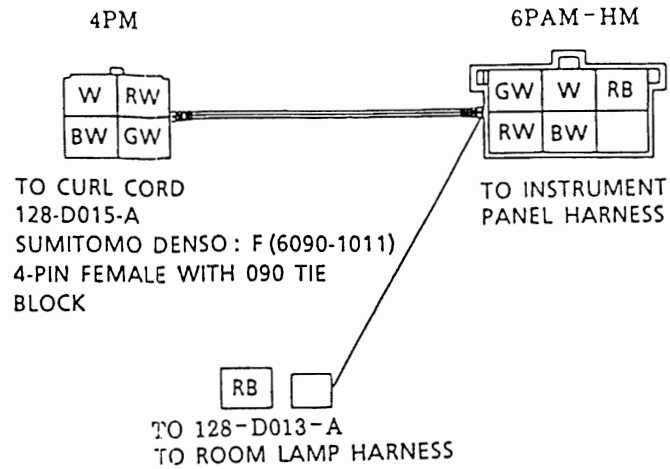 4PM
6PAM-HM
W RW
BW GW
GW W RB
RW BW
TO CURL CORD
128-D015-A
SUMITOMO DENSO: F (6090-1011)
4-PIN FEMALE WITH 090 TIE
BLOCK
TO INSTRUMENT
PANEL HARNESS
RB
TO 128-D013-A
TO ROOM LAMP HARNESS